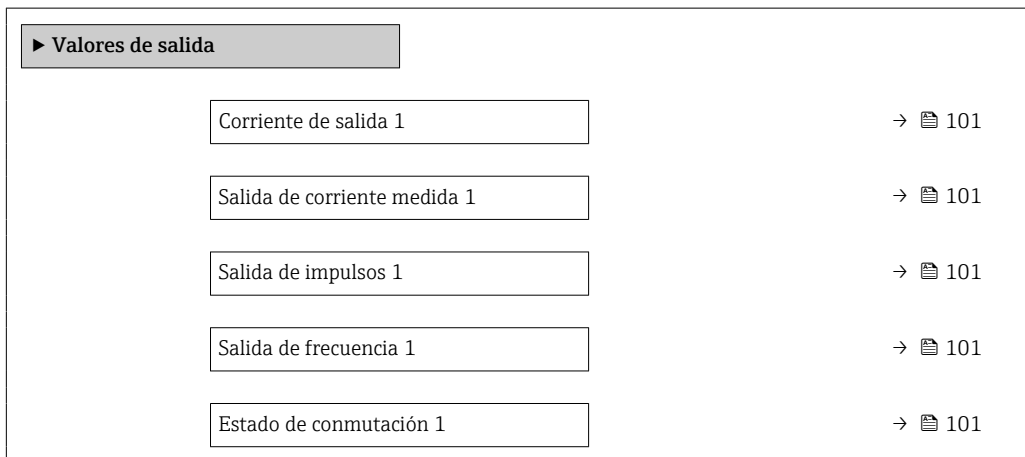 ▶ Valores de salida
Corriente de salida 1 → 101
Salida de corriente medida 1 → 101
Salida de impulsos 1 → 101
Salida de frecuencia 1 → 101
Estado de conmutación 1 → 101